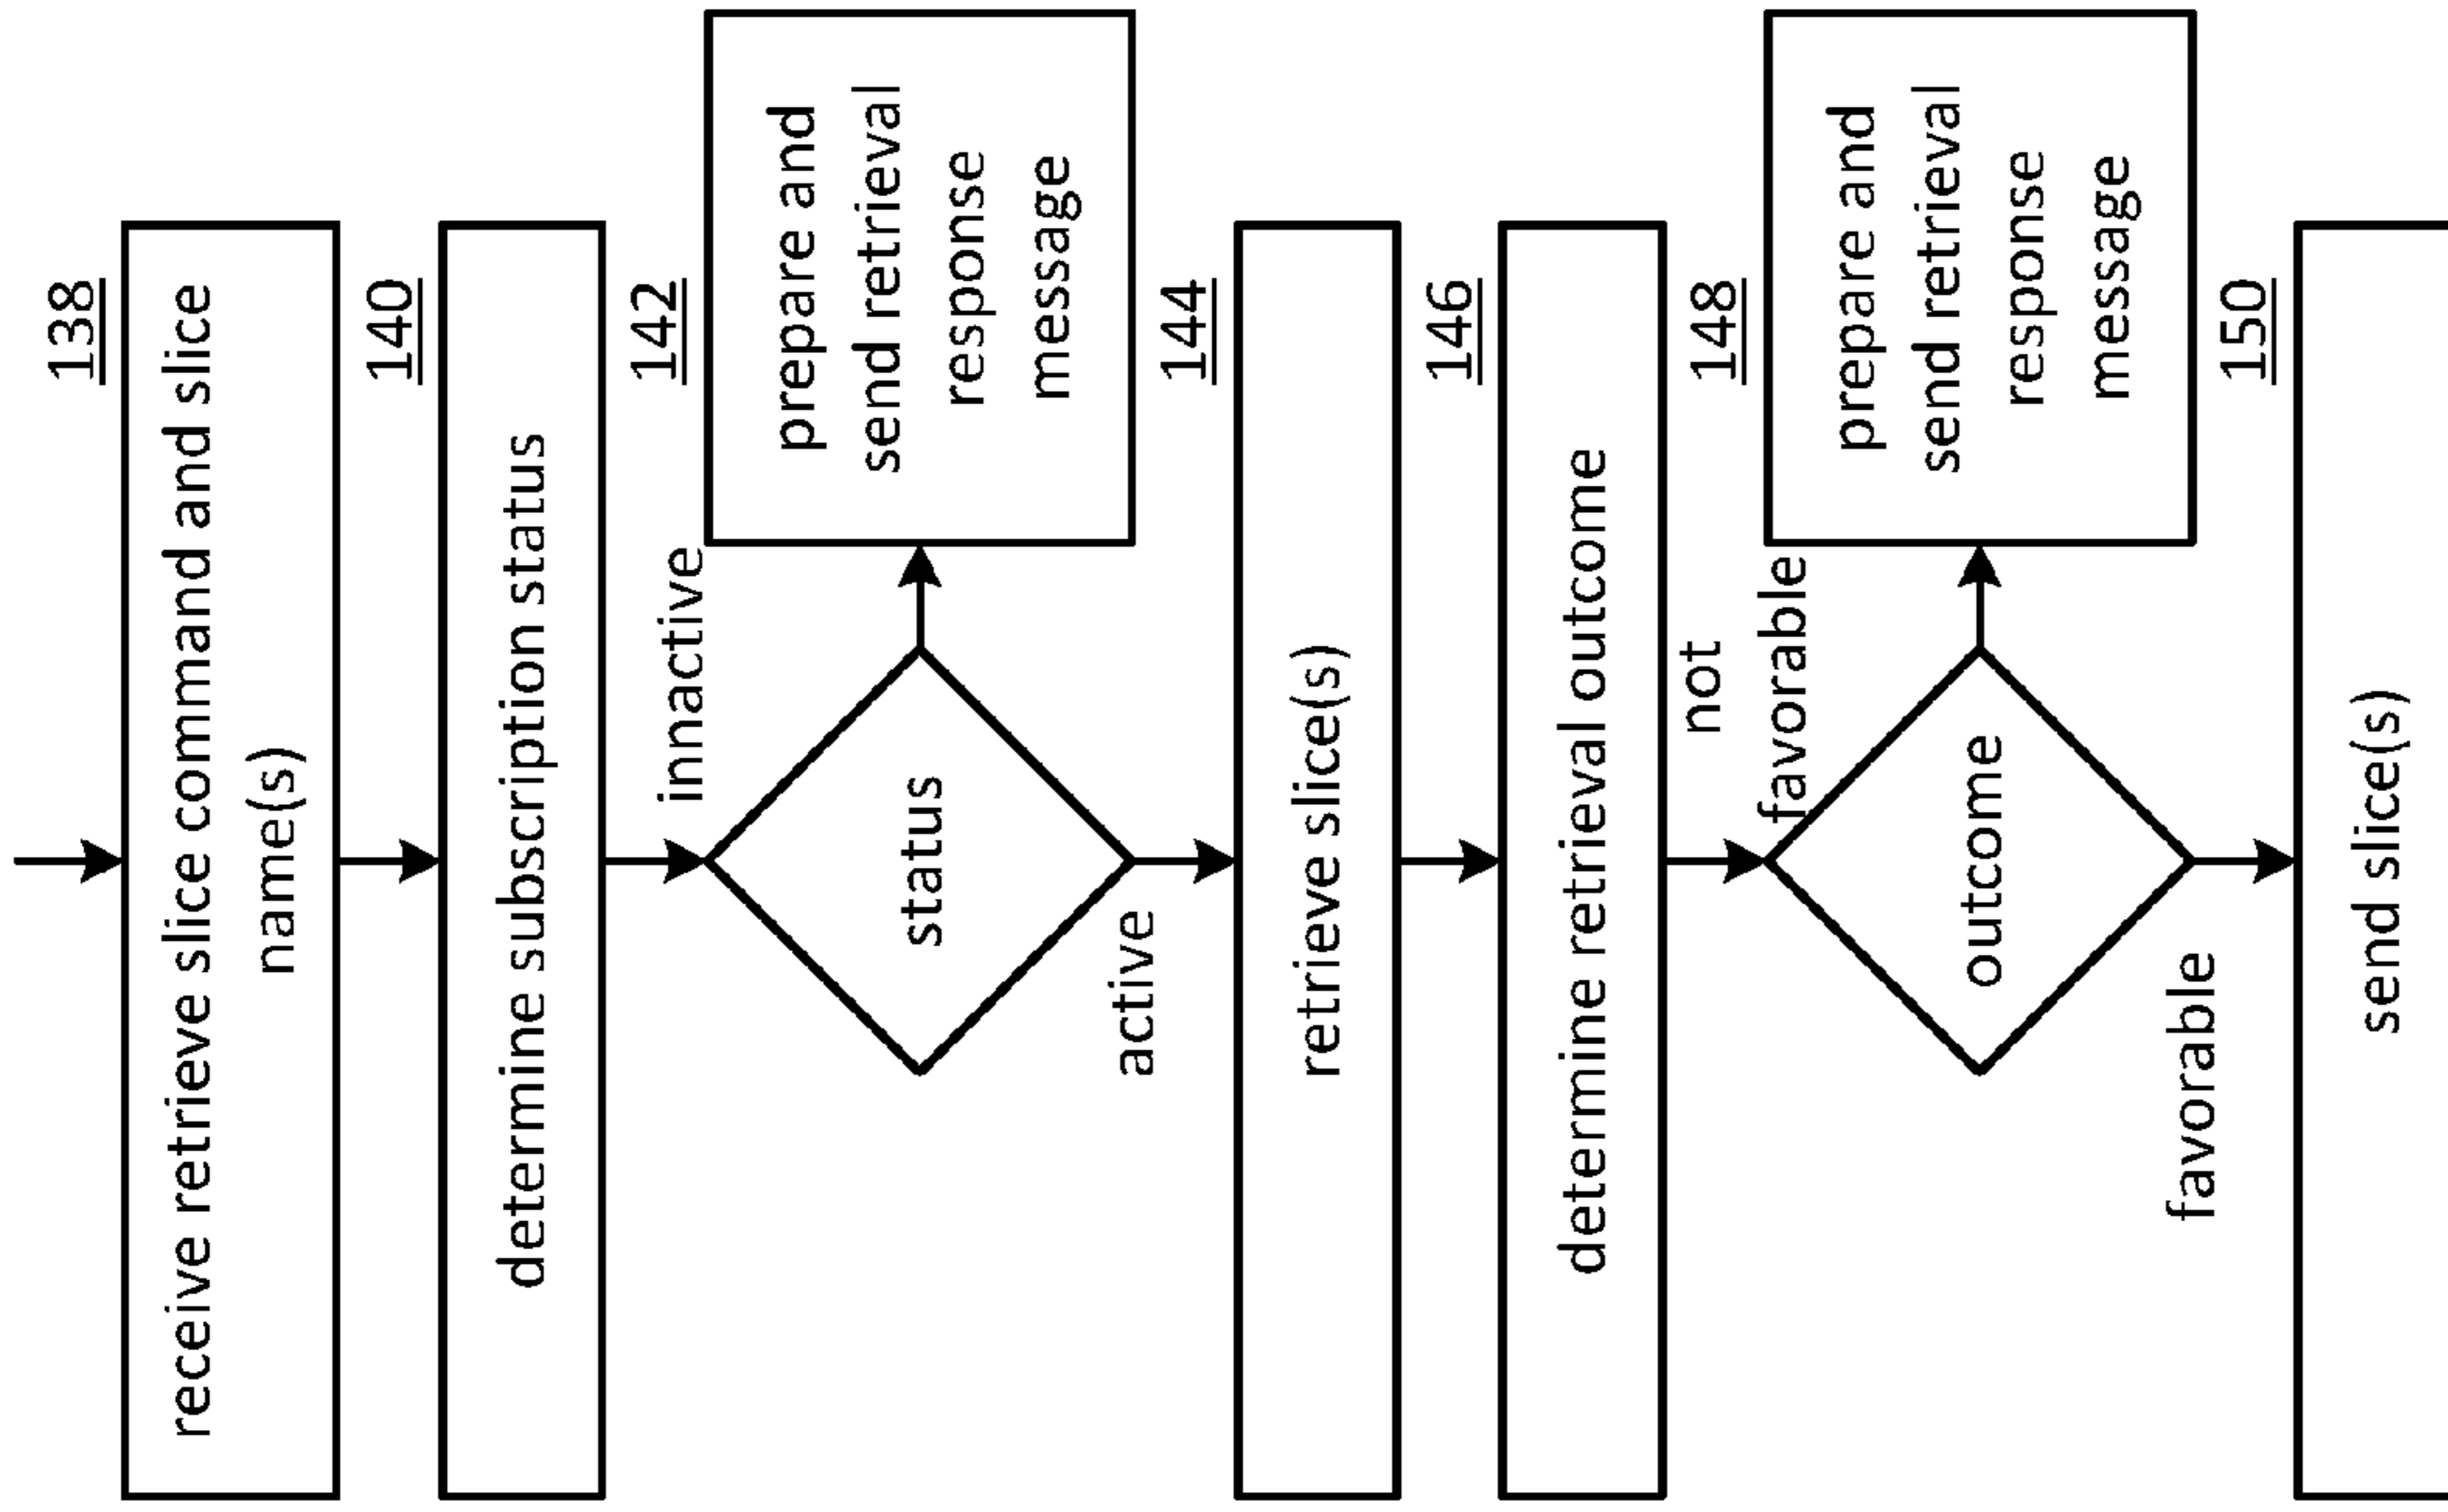 138
receive retrieve slice command and slice
name(s)
140
determine subscription status
innactive
142
prepare and
send retrieval
response
message
status
active
144
retrieve slice(s)
146
determine retrieval outcome
not
favorable
148
prepare and
send retrieval
response
message
outcome
favorable
150
send slice(s)